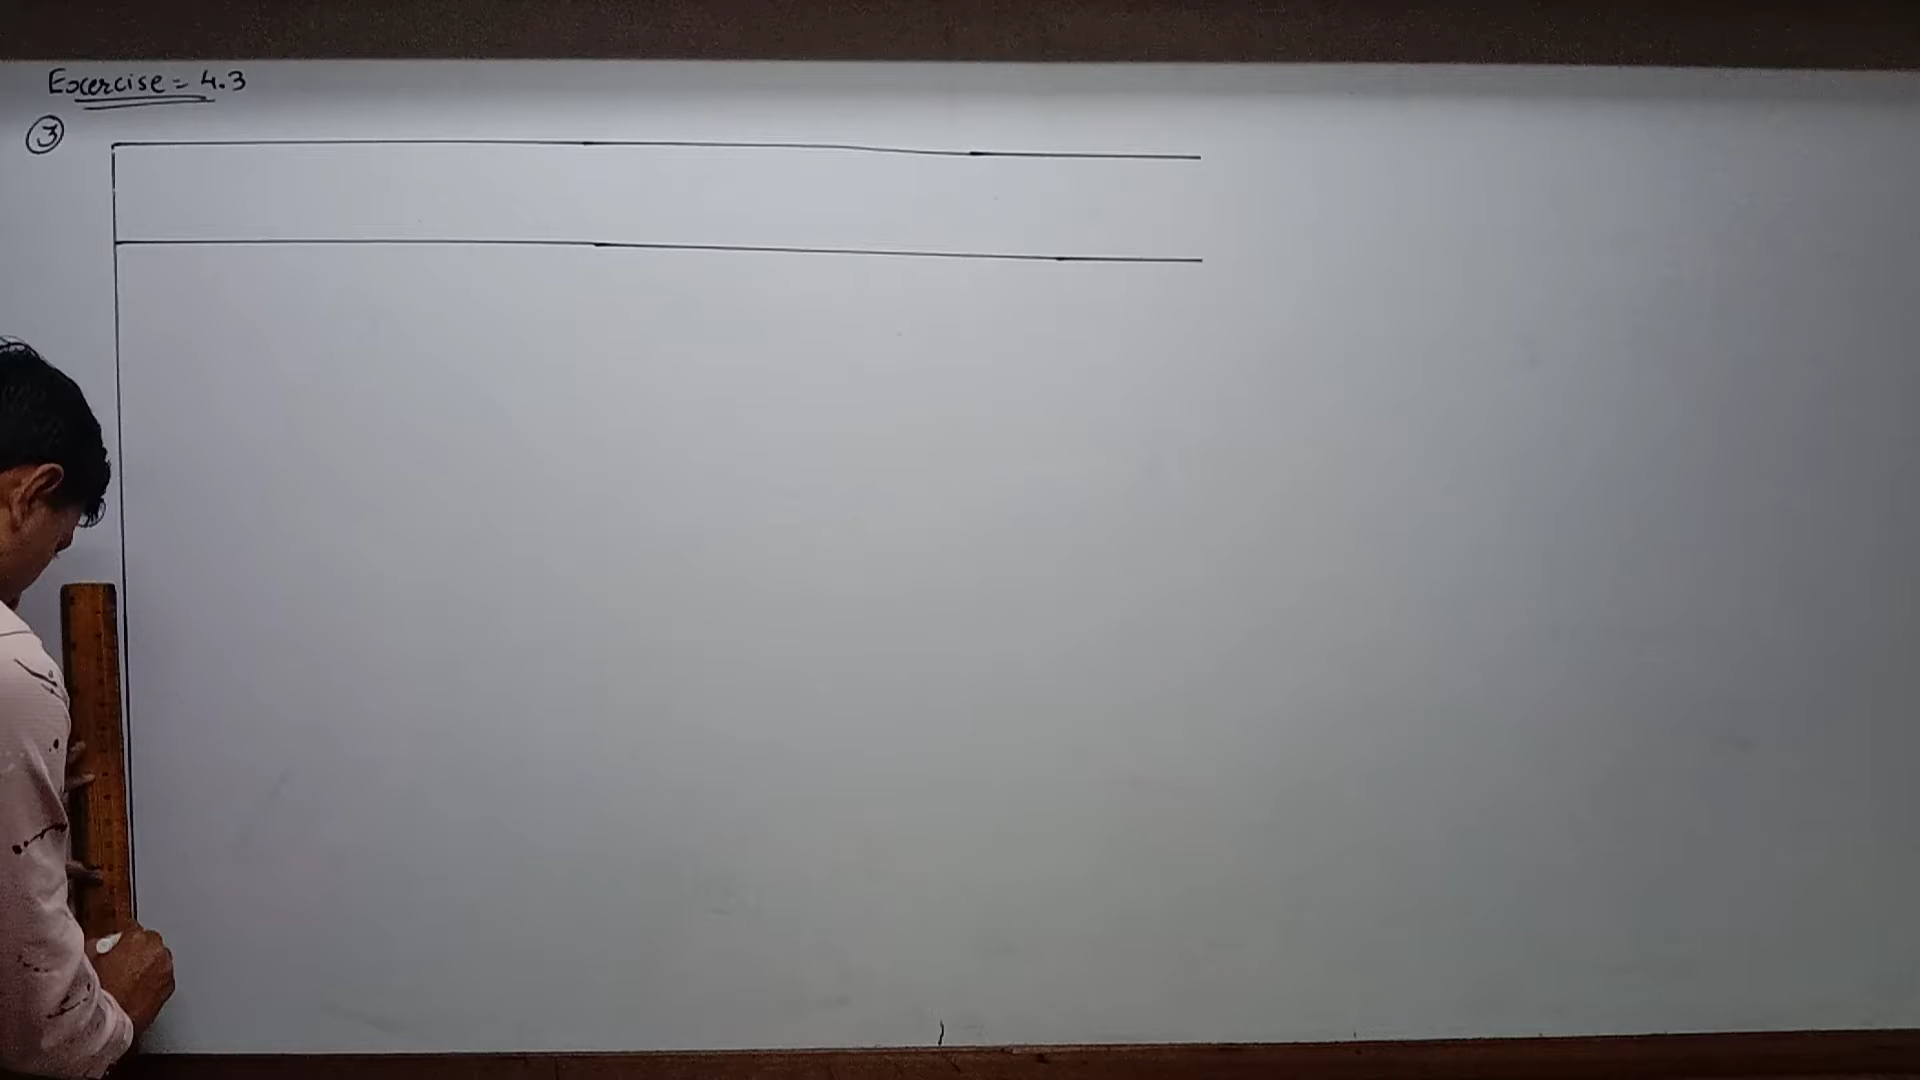 Excercise = 4.3
③